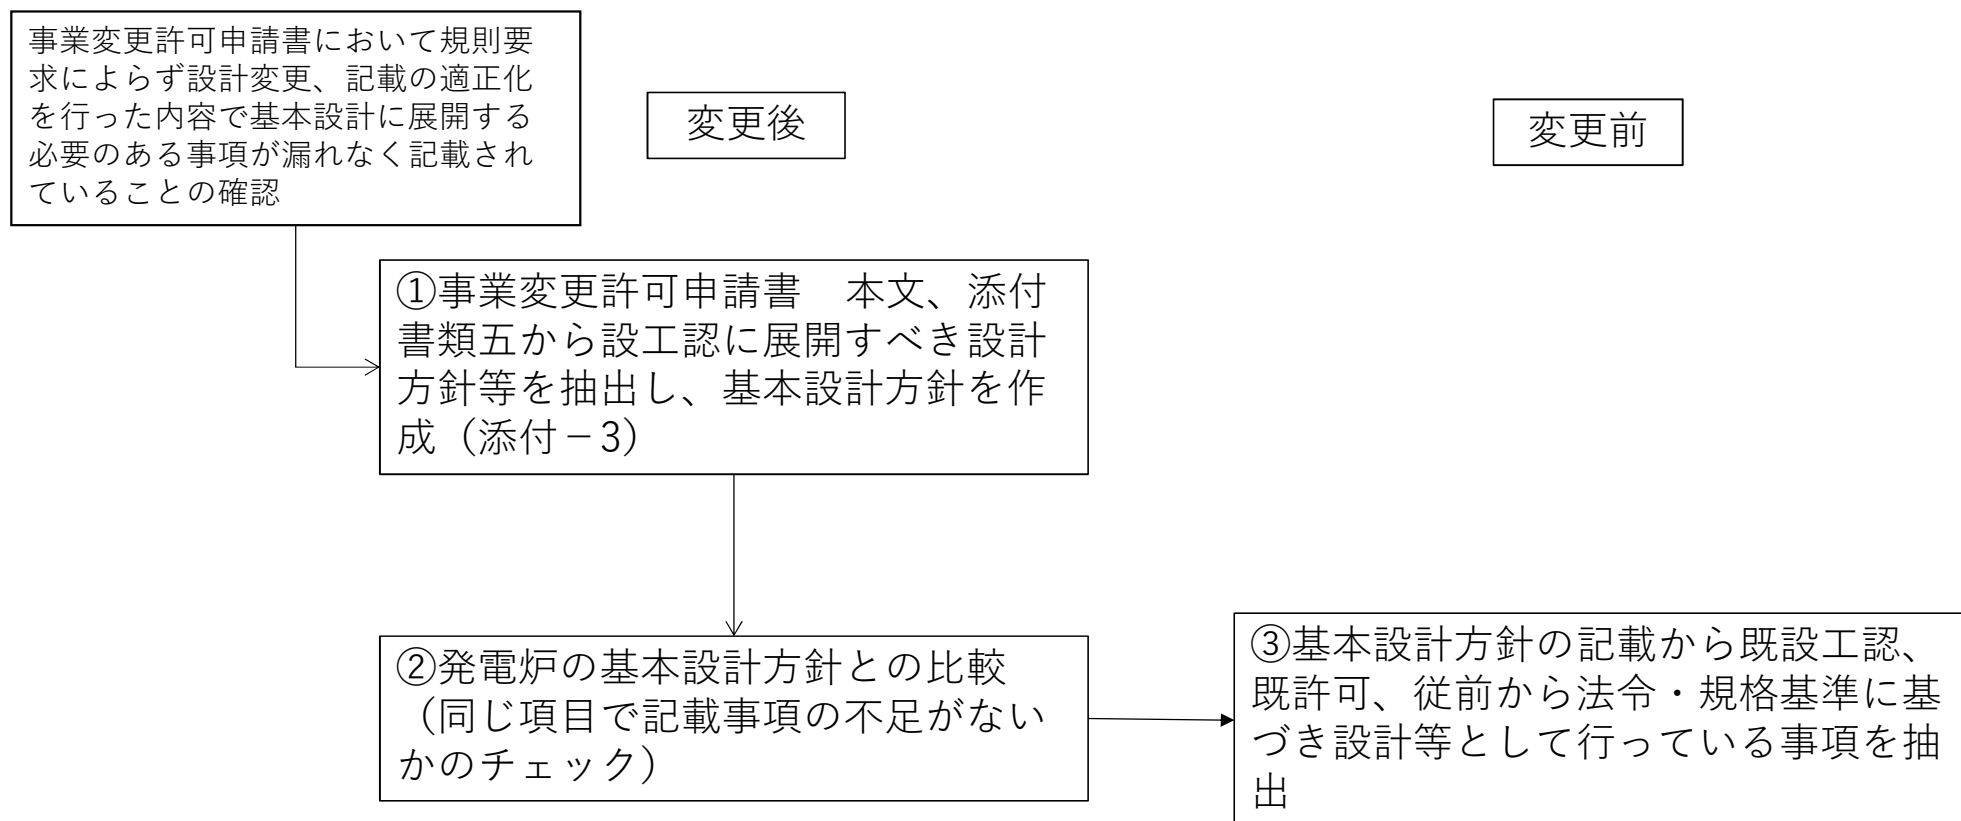 事業変更許可申請書において規則要
求によらず設計変更、記載の適正化
を行った内容で基本設計に展開する
必要のある事項が漏れなく記載され
ていることの確認
変更後
変更前
①事業変更許可申請書　本文、添付
書類五から設工認に展開すべき設計
方針等を抽出し、基本設計方針を作
成（添付－3）
②発電炉の基本設計方針との比較
（同じ項目で記載事項の不足がない
かのチェック）
③基本設計方針の記載から既設工認、
既許可、従前から法令・規格基準に基
づき設計等として行っている事項を抽
出